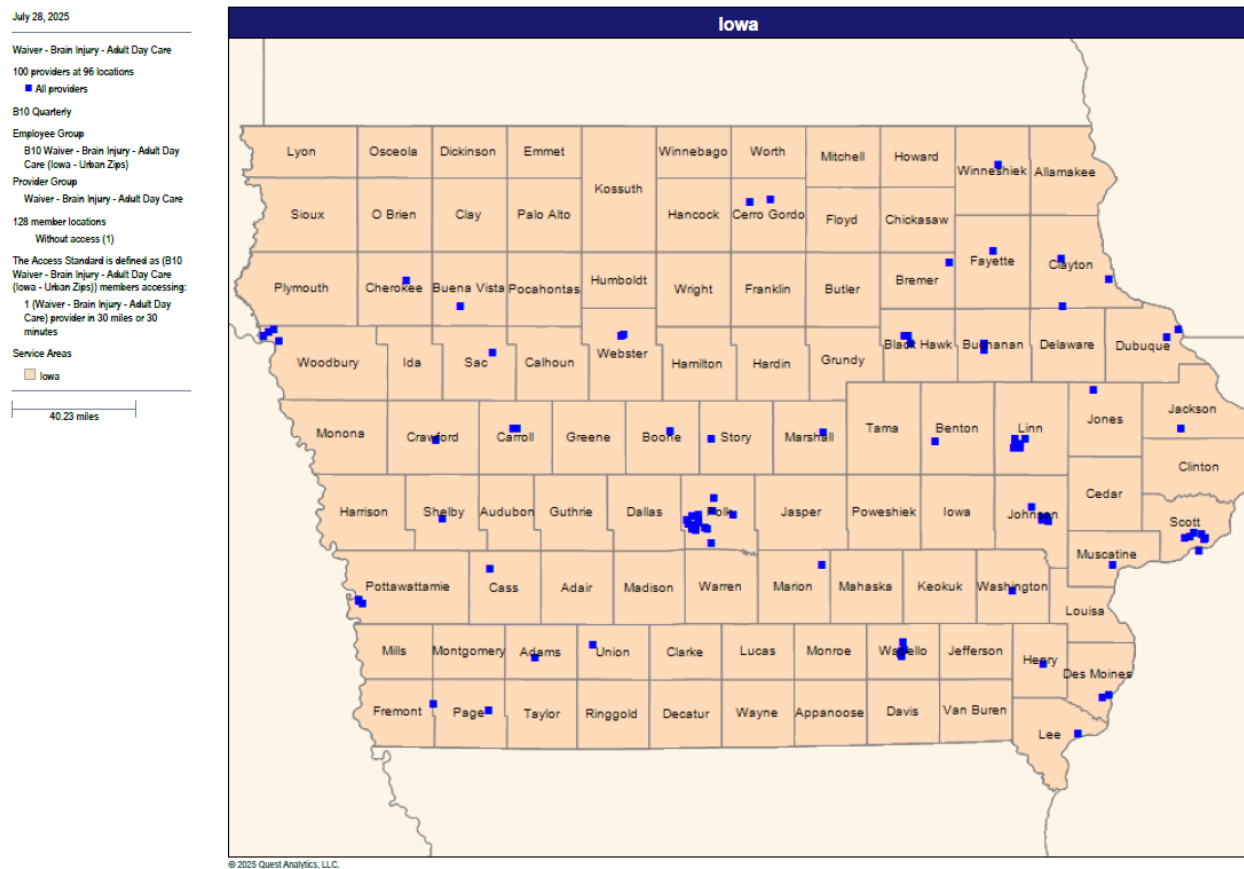 July 28, 2025
Waiver - Brain Injury - Adult Day Care
100 providers at 96 locations
All providers
B10 Quarterly
Employee Group
B10 Waiver - Brain Injury - Adult Day
Care (Iowa - Urban Zips)
Provider Group
Waiver - Brain Injury - Adult Day Care
128 member locations
Without access (1)
The Access Standard is defined as (B10
Waiver - Brain Injury - Adult Day Care
(Iowa - Urban Zips)) members accessing:
1 (Waiver - Brain Injury - Adult Day
Care) provider in 30 miles or 30
minutes
Service Areas
Iowa
40.23 miles
Iowa
Lyon Osceola Dickinson Emmet Winnebago Worth Mitchell Howard Winneshiek Allamakee
Kossuth
Sioux O Brien Clay Palo Alto Hancock Cerro Gordo Floyd Chickasaw
Plymouth Cherokee Buena Vista Pocahontas Humboldt Wright Franklin Butler Bremer Fayette Clayton
Woodbury Ida Sac Calhoun Webster Hamilton Hardin Grundy Black Hawk Buchanan Delaware Dubuque
Monona Crawford Carroll Greene Boone Story Marshall Tama Benton Linn Jones Jackson
Clinton
Harrison Shelby Audubon Guthrie Dallas Polk Jasper Poweshiek Iowa Johnson Cedar Scott
Muscatine
Pottawattamie Cass Adair Madison Warren Marion Mahaska Keokuk Washington Louisa
Mills Montgomery Adams Union Clarke Lucas Monroe Wapello Jefferson Henry Des Moines
Fremont Page Taylor Ringgold Decatur Wayne Appanoose Davis Van Buren Lee
© 2025 Quest Analytics, LLC.